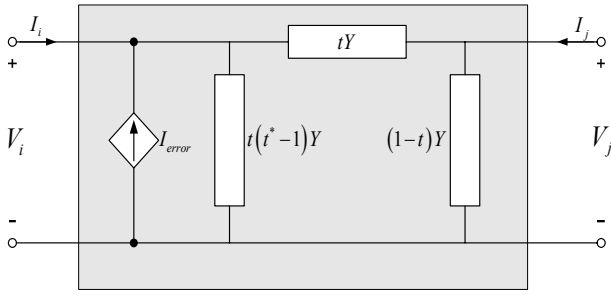 I_i
tY
I_j
+
+
V_i
I_error
t(t* −1)Y
(1−t)Y
V_j
-
-